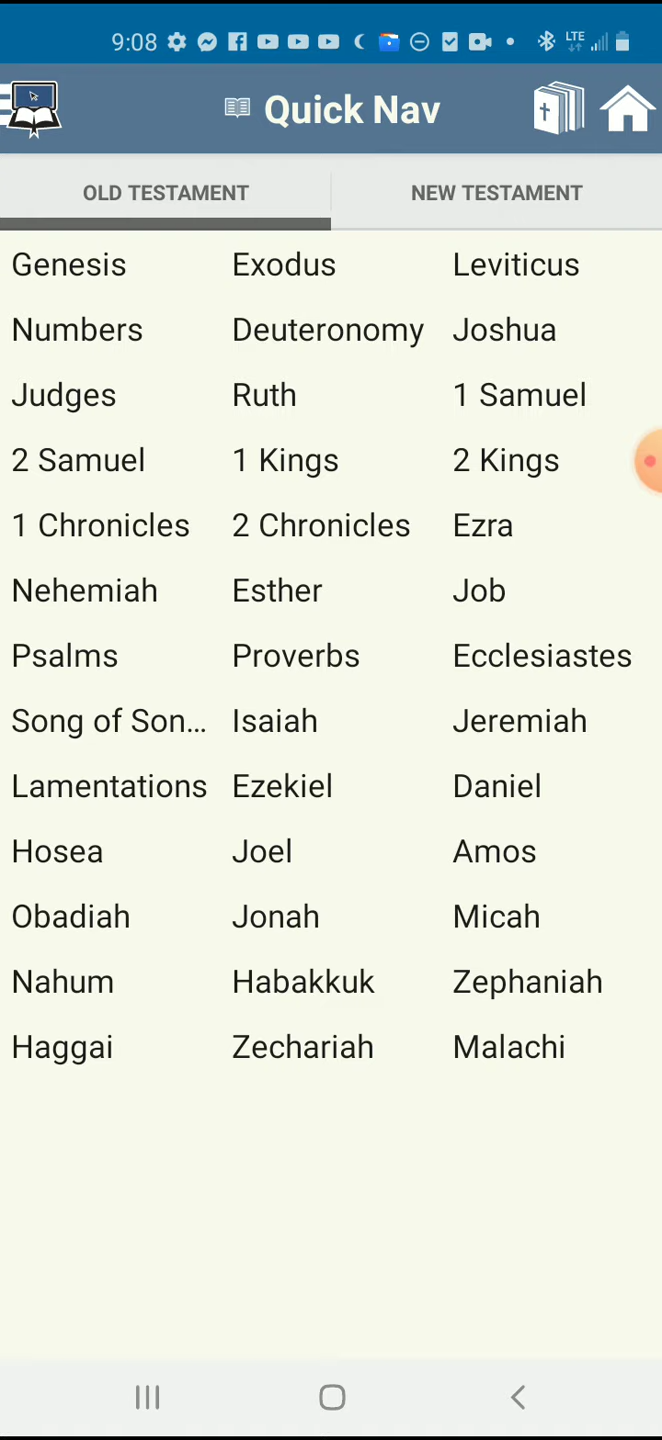 9:08 LTE
Quick Nav
OLD TESTAMENT NEW TESTAMENT
Genesis Exodus Leviticus
Numbers Deuteronomy Joshua
Judges Ruth 1 Samuel
2 Samuel 1 Kings 2 Kings
1 Chronicles 2 Chronicles Ezra
Nehemiah Esther Job
Psalms Proverbs Ecclesiastes
Song of Son... Isaiah Jeremiah
Lamentations Ezekiel Daniel
Hosea Joel Amos
Obadiah Jonah Micah
Nahum Habakkuk Zephaniah
Haggai Zechariah Malachi